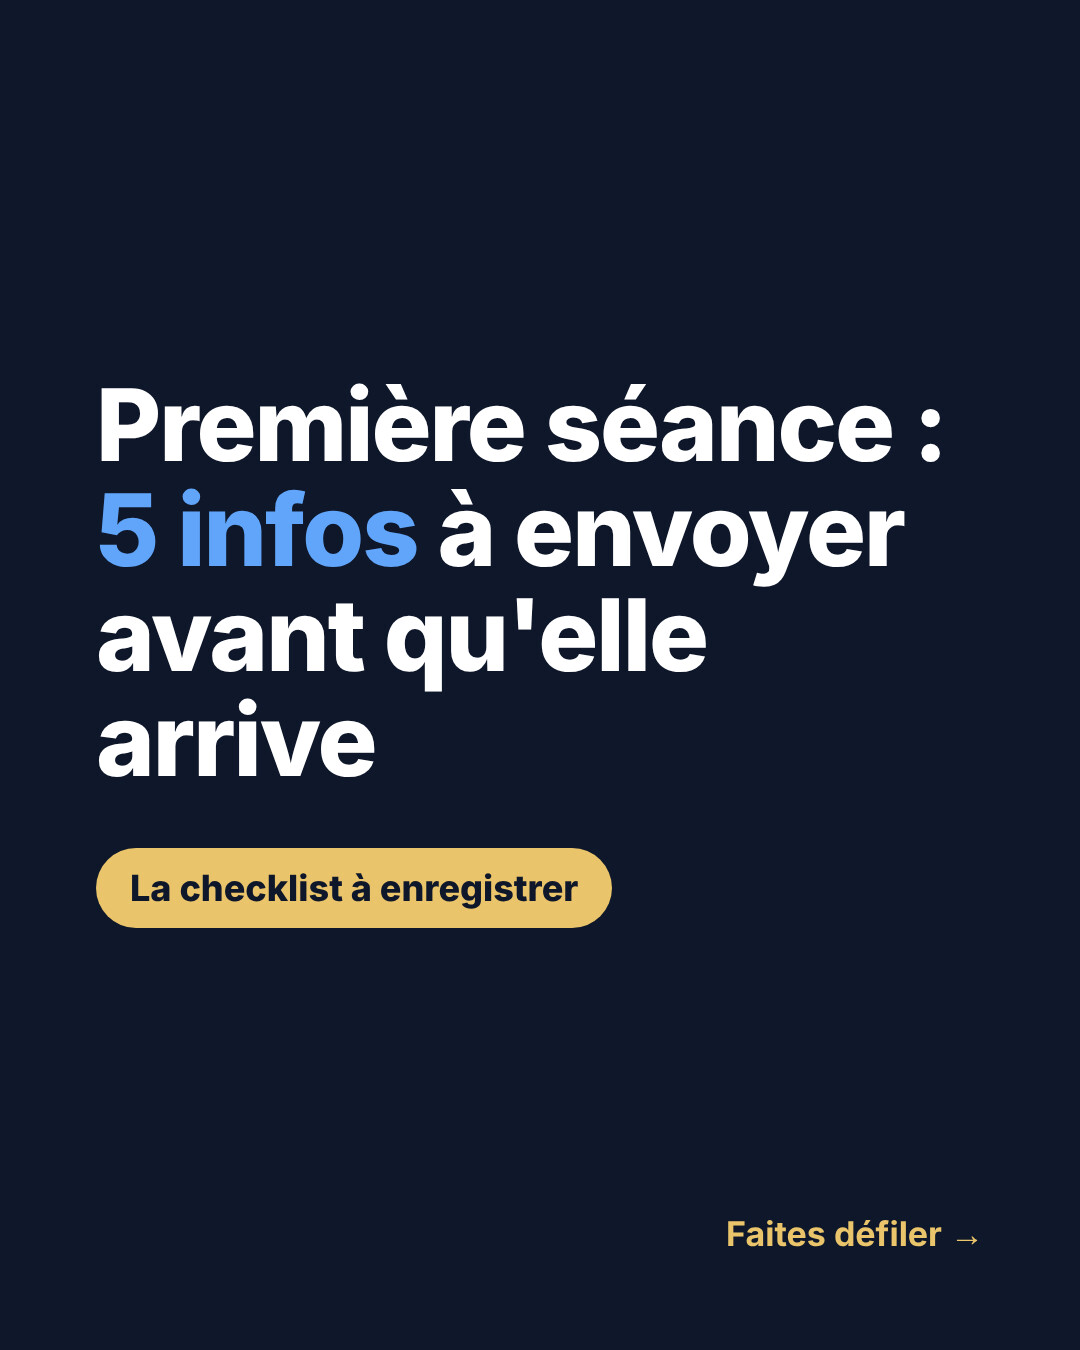 Première séance :
5 infos à envoyer
avant qu'elle
arrive
La checklist à enregistrer
Faites défiler →